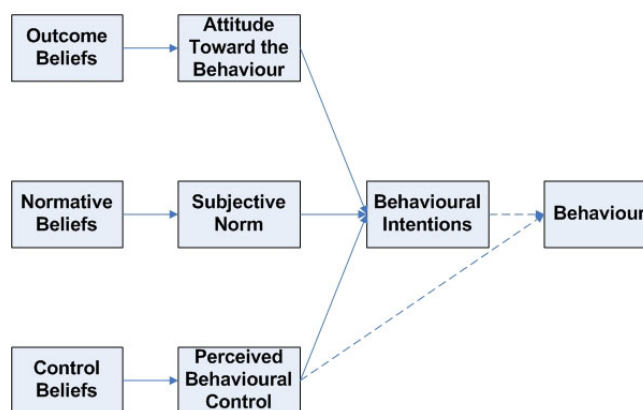 Outcome
Beliefs
Attitude
Toward the
Behaviour
Normative
Beliefs
Subjective
Norm
Behavioural
Intentions
Behaviour
Control
Beliefs
Perceived
Behavioural
Control